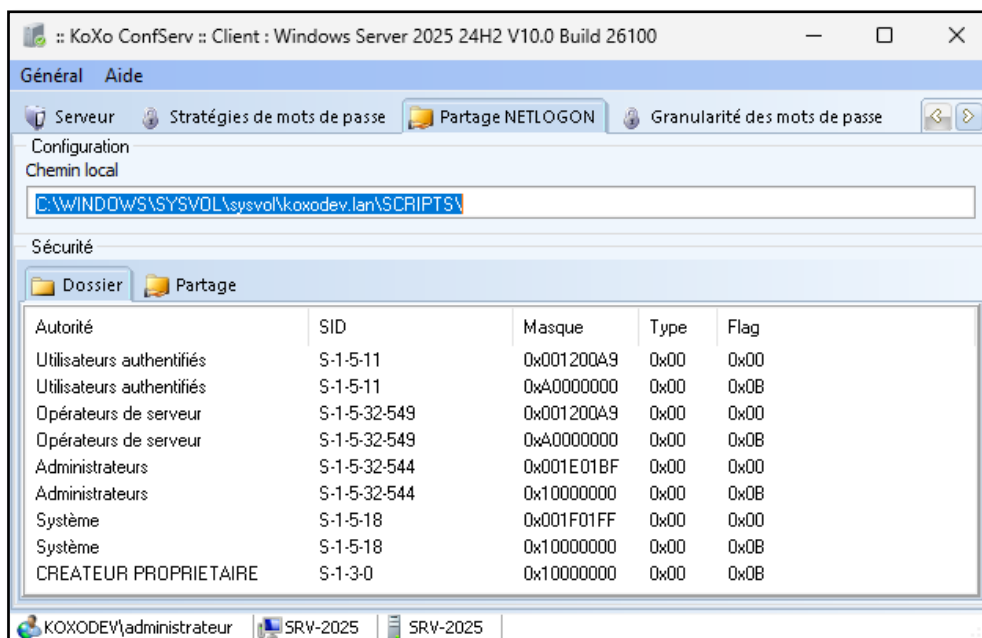 :: KoXo ConfServ :: Client : Windows Server 2025 24H2 V10.0 Build 26100
Général Aide
Serveur Stratégies de mots de passe Partage NETLOGON Granularité des mots de passe
Configuration
Chemin local
C:\WINDOWS\SYSVOL\sysvol\koxodev.lan\SCRIPTS\
Sécurité
Dossier Partage
Autorité SID Masque Type Flag
Utilisateurs authentifiés S-1-5-11 0x001200A9 0x00 0x00
Utilisateurs authentifiés S-1-5-11 0xA0000000 0x00 0x0B
Opérateurs de serveur S-1-5-32-549 0x001200A9 0x00 0x00
Opérateurs de serveur S-1-5-32-549 0xA0000000 0x00 0x0B
Administrateurs S-1-5-32-544 0x001E01BF 0x00 0x00
Administrateurs S-1-5-32-544 0x10000000 0x00 0x0B
Système S-1-5-18 0x001F01FF 0x00 0x00
Système S-1-5-18 0x10000000 0x00 0x0B
CREATEUR PROPRIETAIRE S-1-3-0 0x10000000 0x00 0x0B
KOXODEV\administrateur SRV-2025 SRV-2025